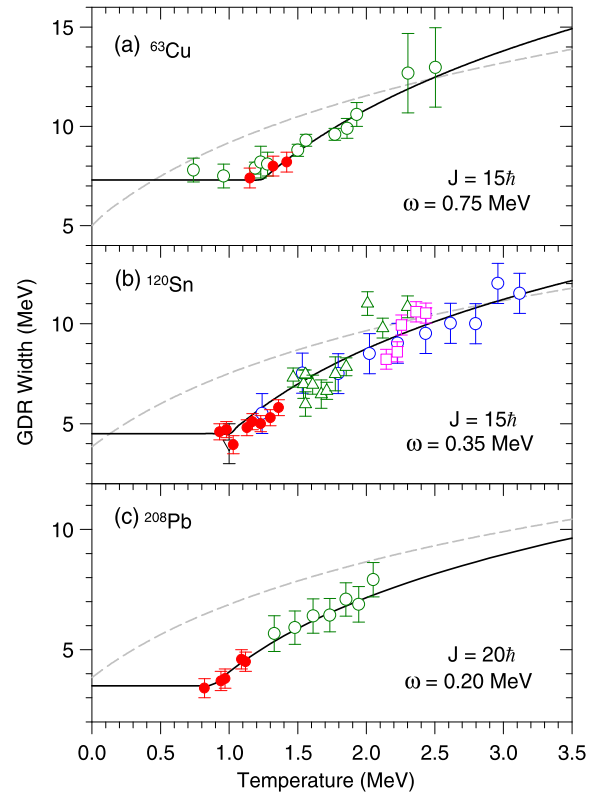 15
(a) ⁶³Cu
10
J = 15ħ
5
ω = 0.75 MeV
(b) ¹²⁰Sn
10
GDR Width (MeV)
5
J = 15ħ
ω = 0.35 MeV
(c) ²⁰⁸Pb
10
5
J = 20ħ
ω = 0.20 MeV
0.0 0.5 1.0 1.5 2.0 2.5 3.0 3.5
Temperature (MeV)